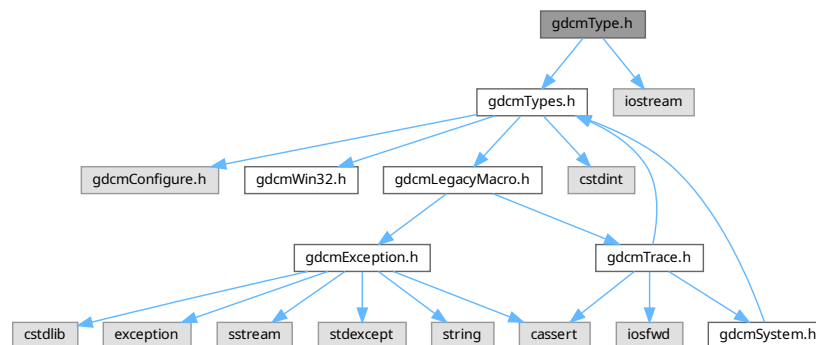 gdcmType.h
gdcmTypes.h
iostream
gdcmConfigure.h
gdcmWin32.h
gdcmLegacyMacro.h
cstdint
gdcmException.h
gdcmTrace.h
cstdlib
exception
sstream
stdexcept
string
cassert
iosfwd
gdcmSystem.h